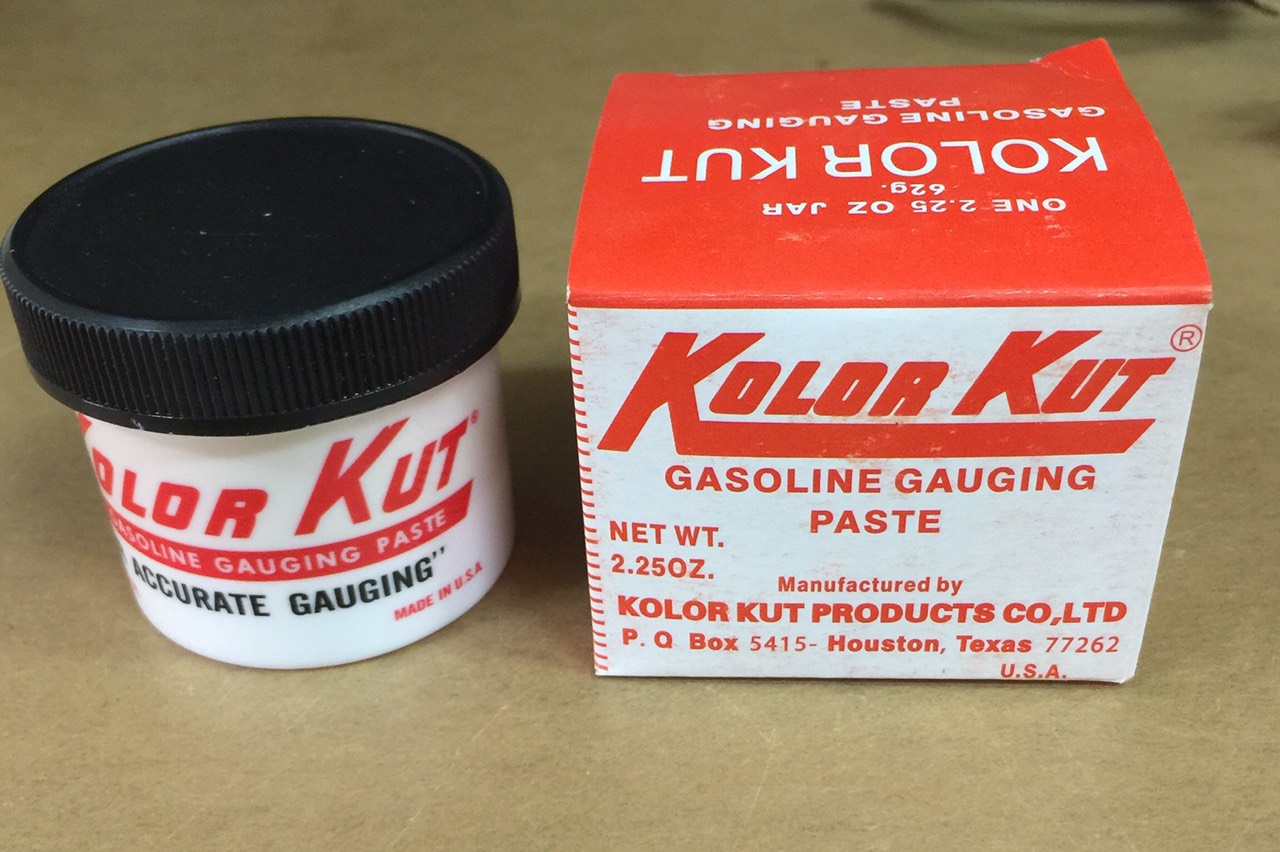 KOLOR KUT®
GASOLINE GAUGING PASTE
ACCURATE GAUGING"
MADE IN U.S.A
ONE 2.25 OZ JAR
62g.
KOLOR KUT
GASOLINE GAUGING
PASTE
KOLOR KUT®
GASOLINE GAUGING
PASTE
NET WT.
2.25OZ.
Manufactured by
KOLOR KUT PRODUCTS CO,LTD
P. Q Box 5415- Houston, Texas 77262
U.S.A.